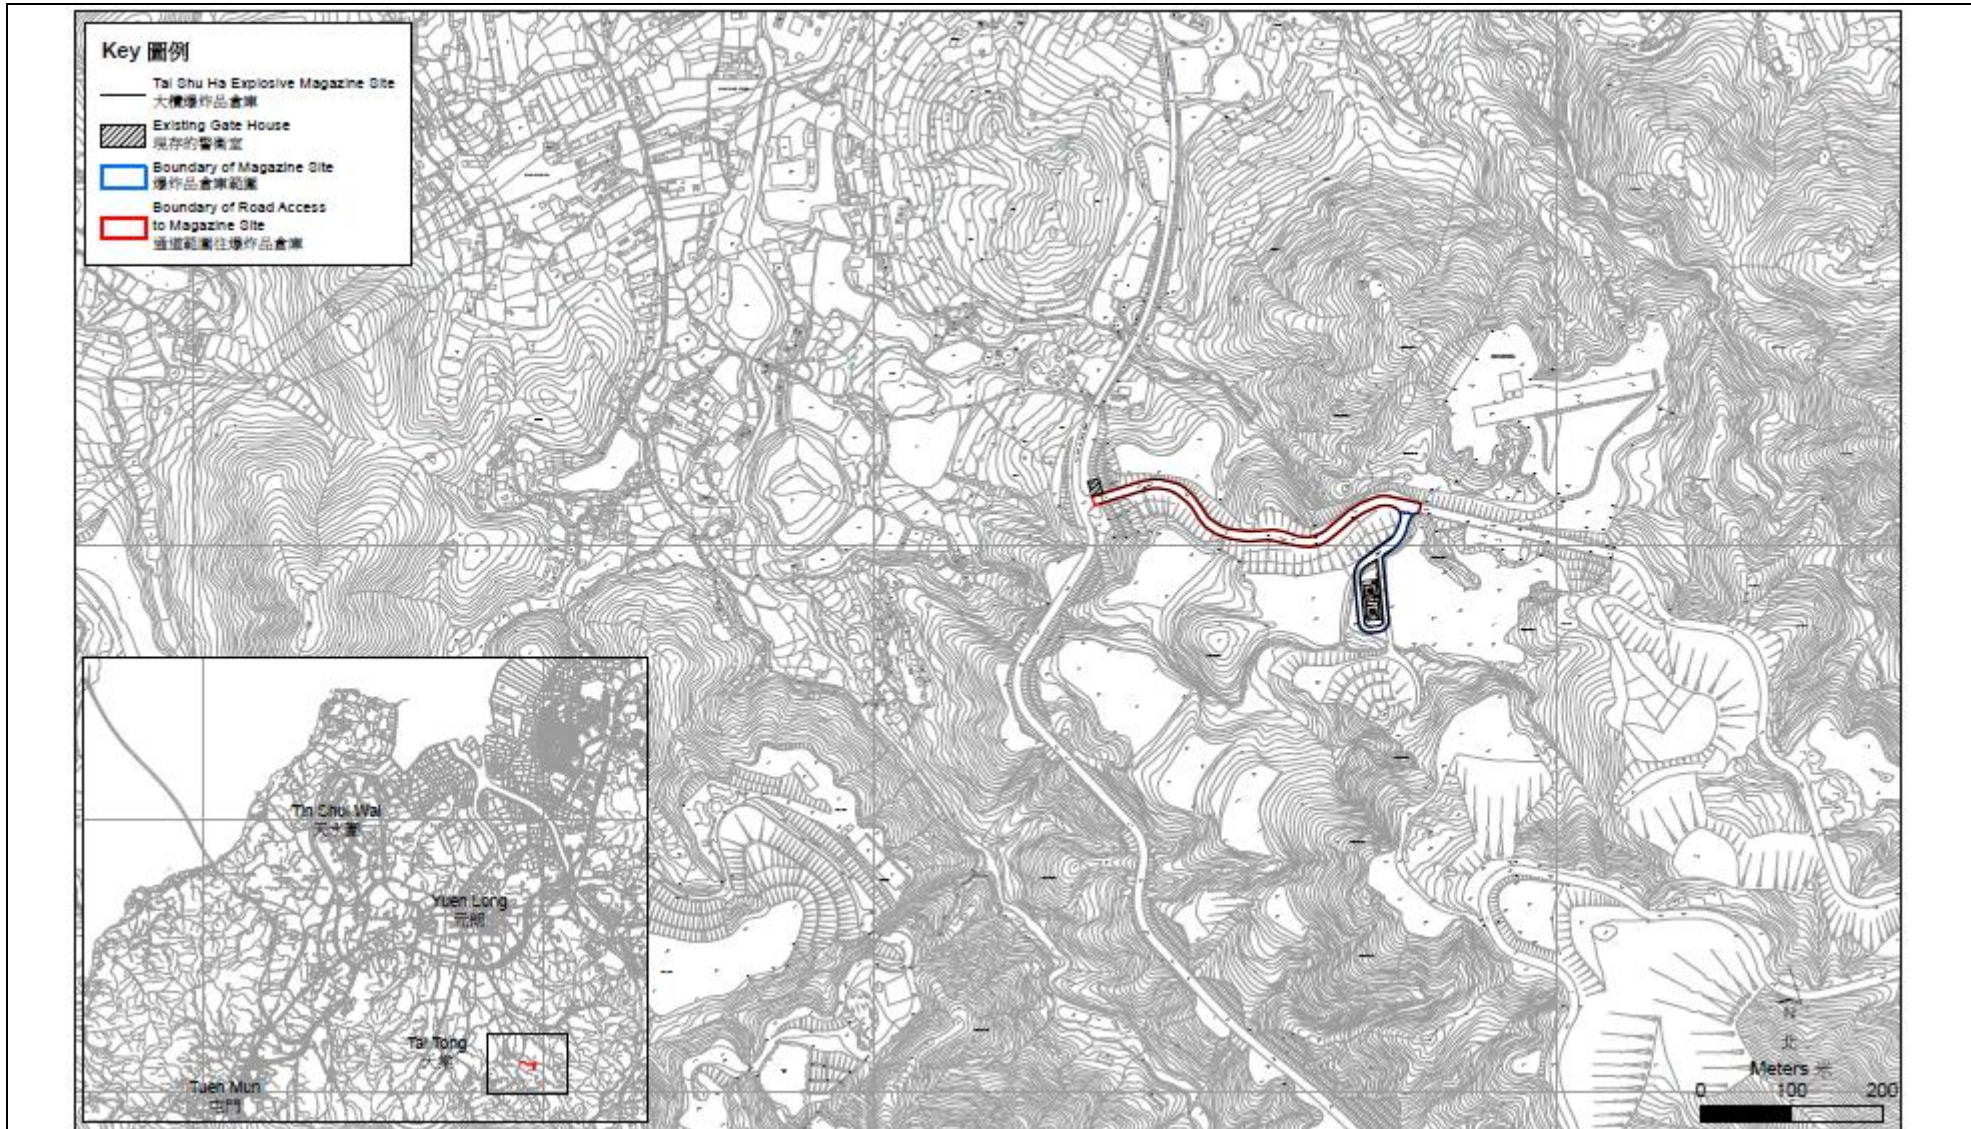 Key 圖例
Tai Shu Ha Explosive Magazine Site
大欖爆炸品倉庫
Existing Gate House
現存的警衛室
Boundary of Magazine Site
爆炸品倉庫範圍
Boundary of Road Access
to Magazine Site
通道範圍往爆炸品倉庫
Tin Shui Wai
天水圍
Yuen Long
元朗
Tai Tong
大棠
Tuen Mun
屯門
N
北
Meters 米
0 100 200